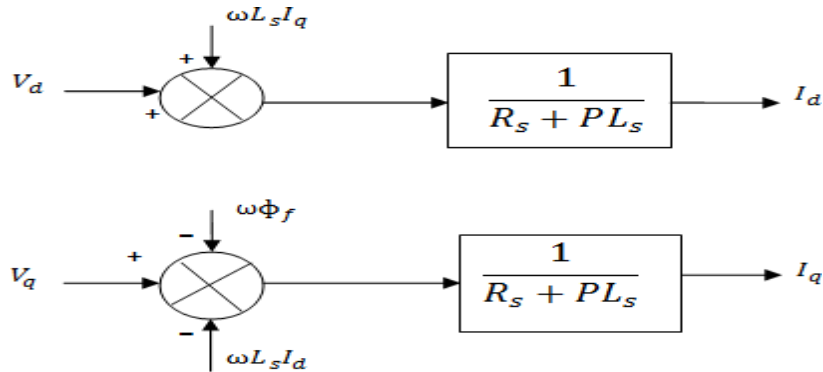 ωL_sI_q
+
V_d
+
1
R_s + PL_s
I_d
ωΦ_f
−
+
V_q
1
R_s + PL_s
I_q
−
ωL_sI_d